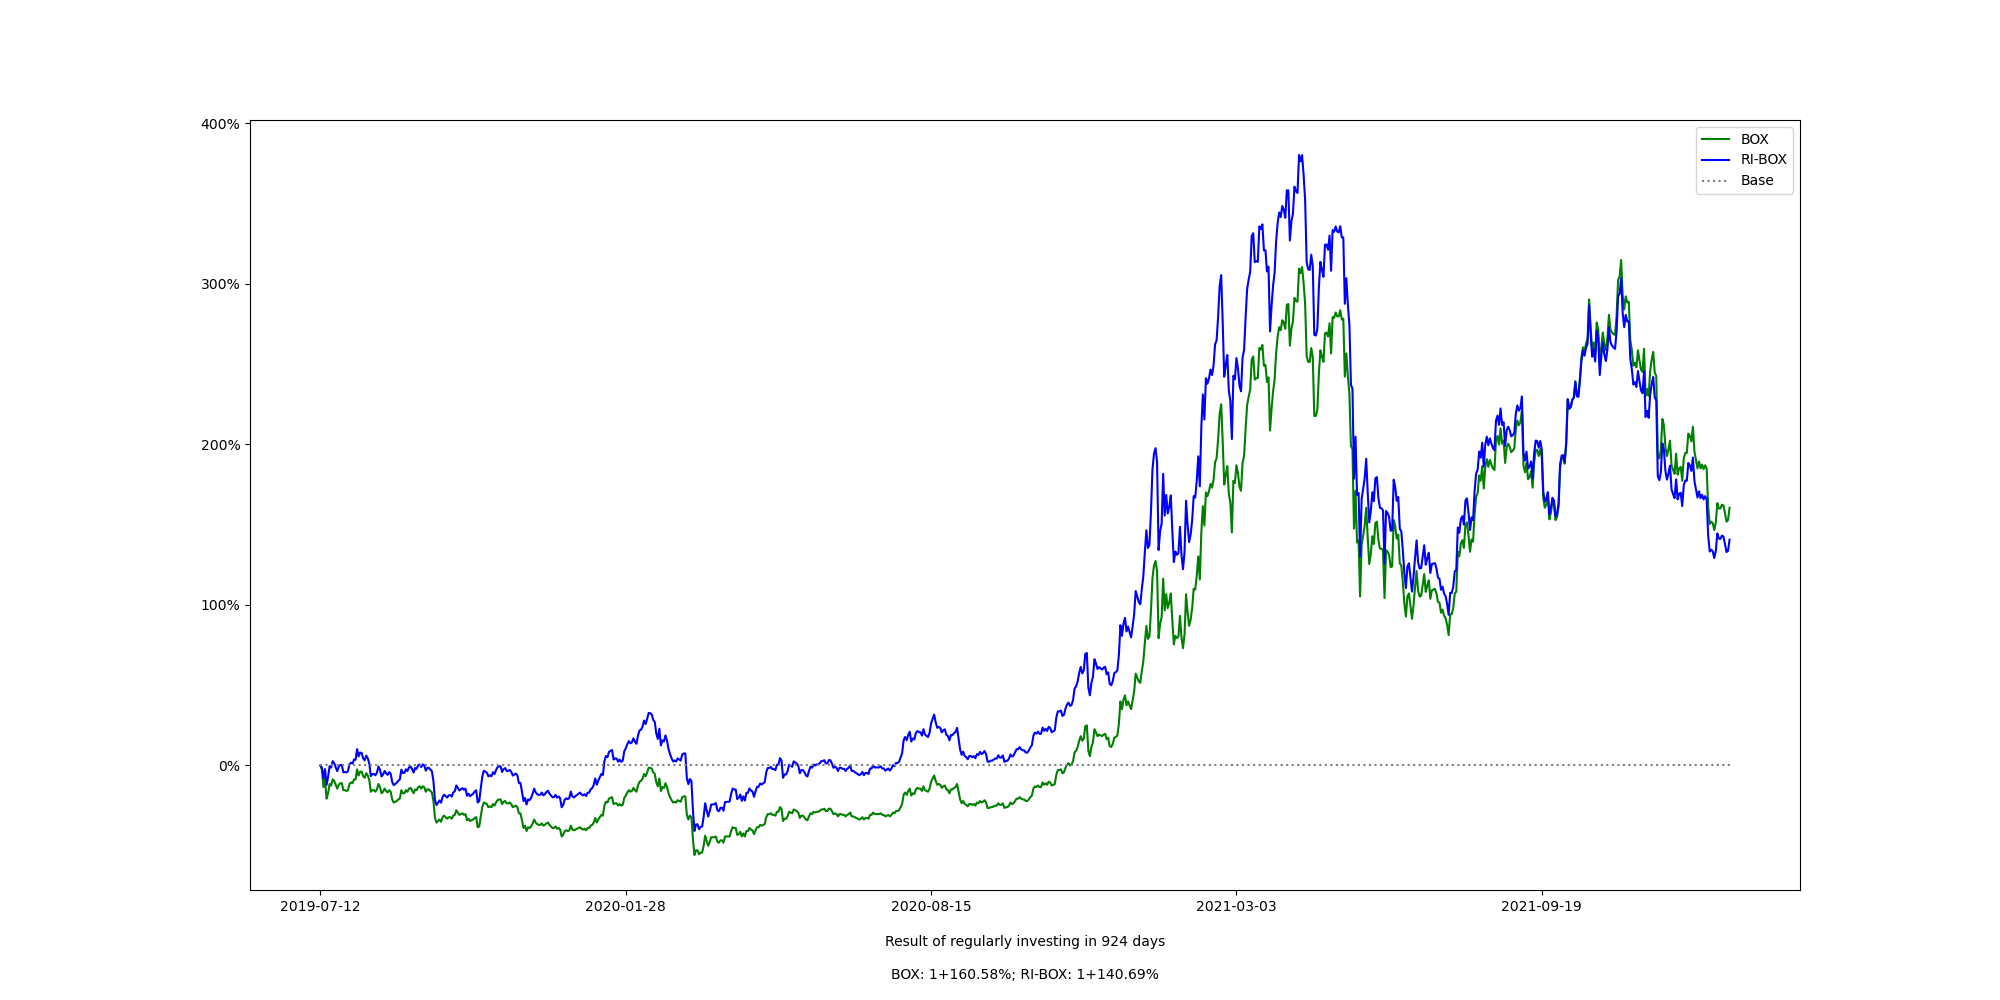 400%
300%
200%
100%
0%
BOX
RI-BOX
Base
2019-07-12 2020-01-28 2020-08-15 2021-03-03 2021-09-19
Result of regularly investing in 924 days
BOX: 1+160.58%; RI-BOX: 1+140.69%